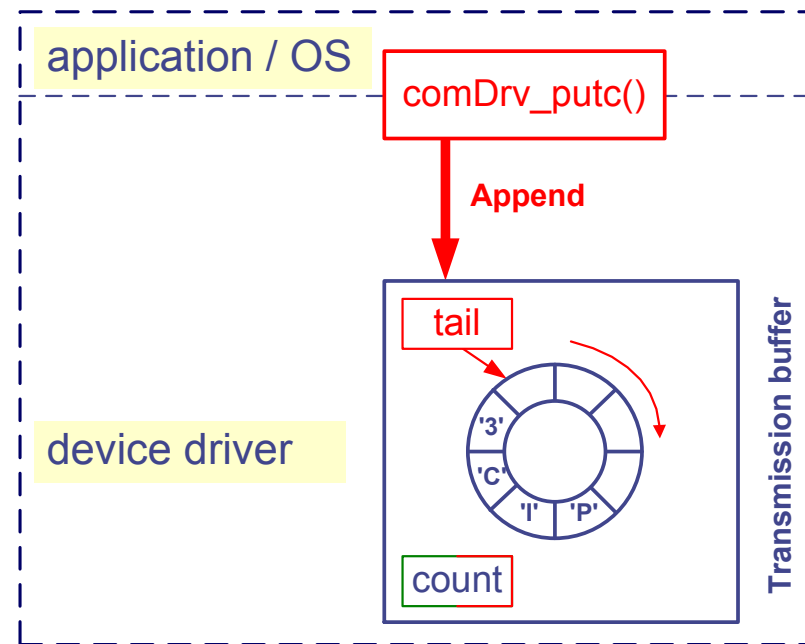 application / OS
comDrv_putc()
Append
tail
'3'
'C'
'I'
'P'
device driver
count
Transmission buffer